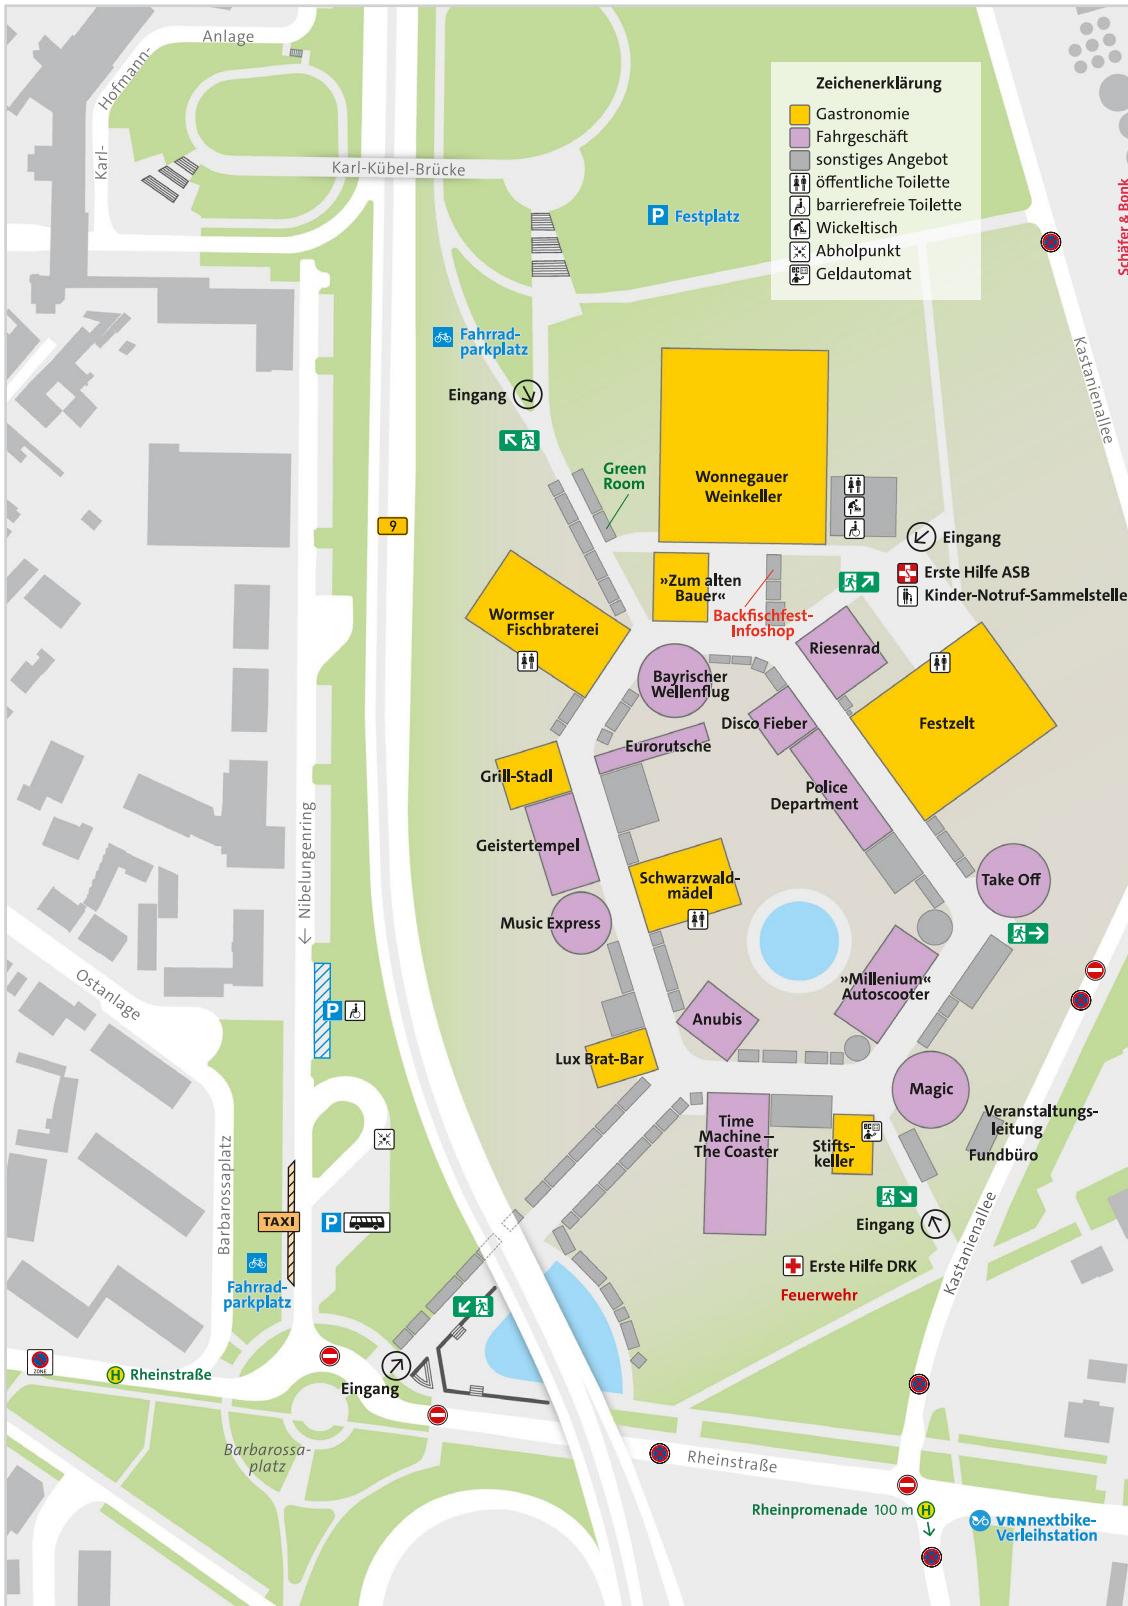 Anlage
Hofmann-
Karl-
Karl-Kübel-Brücke
Zeichenerklärung
Gastronomie
Fahrgeschäft
sonstiges Angebot
öffentliche Toilette
barrierefreie Toilette
Wickeltisch
Abholpunkt
EC
Geldautomat
P Festplatz
Schäfer & Bonk
Kastanienallee
Fahrrad-
parkplatz
Eingang
Green
Room
9
Wonnegauer
Weinkeller
Eingang
Erste Hilfe ASB
Kinder-Notruf-Sammelstelle
»Zum alten
Bauer«
Backfischfest-
Infoshop
Wormser
Fischbraterei
Riesenrad
Bayrischer
Wellenflug
Disco Fieber
Festzelt
Eurorutsche
Grill-Stadl
Police
Department
Geistertempel
Schwarzwald-
mädel
Take Off
Music Express
← Nibelungenring
Ostanlage
P
»Millenium«
Autoscooter
Anubis
Lux Brat-Bar
Magic
Time
Machine –
The Coaster
EC
Stifts-
keller
Veranstaltungs-
leitung
Fundbüro
Barbarossaplatz
TAXI
P
Eingang
Fahrrad-
parkplatz
Erste Hilfe DRK
Feuerwehr
Kastanienallee
ZONE
H Rheinstraße
Eingang
Barbarossa-
platz
Rheinstraße
Rheinpromenade 100 m H
VRNnextbike-
Verleihstation